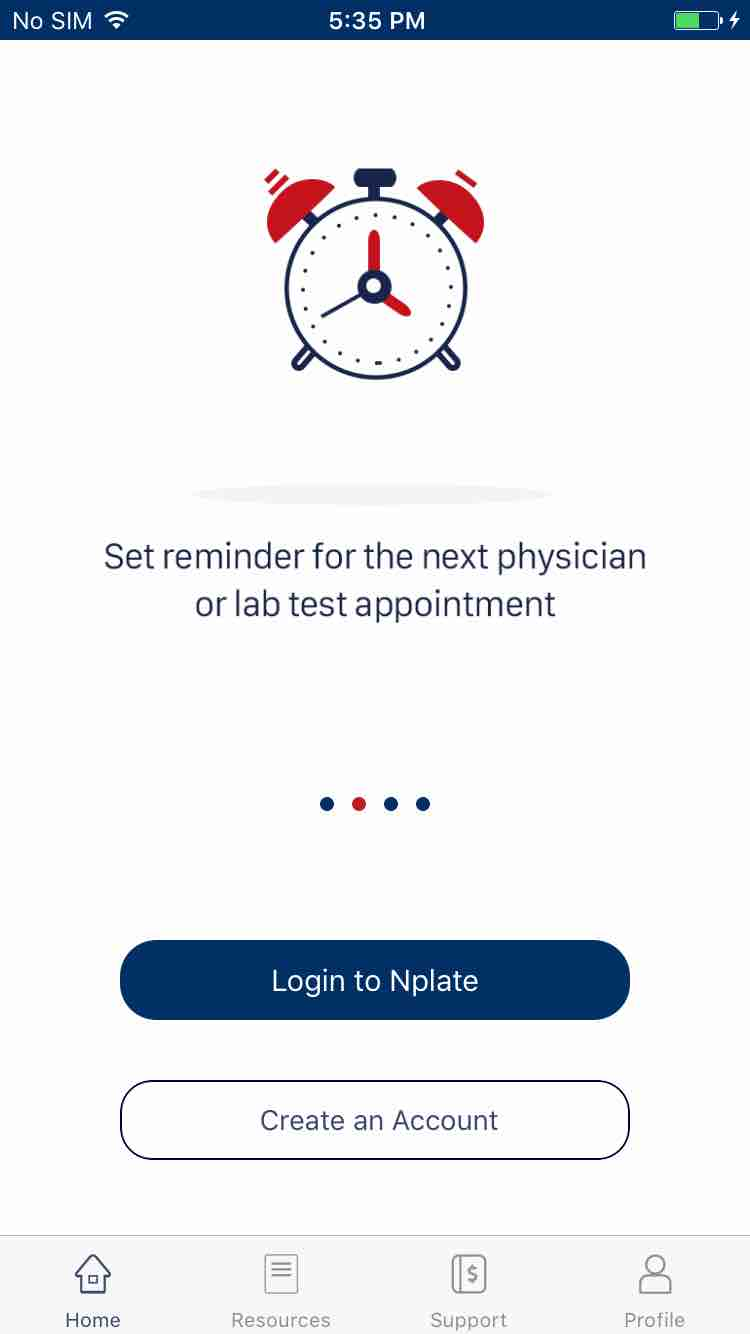 No SIM 5:35 PM
Set reminder for the next physician
or lab test appointment
Login to Nplate
Create an Account
Home Resources Support Profile